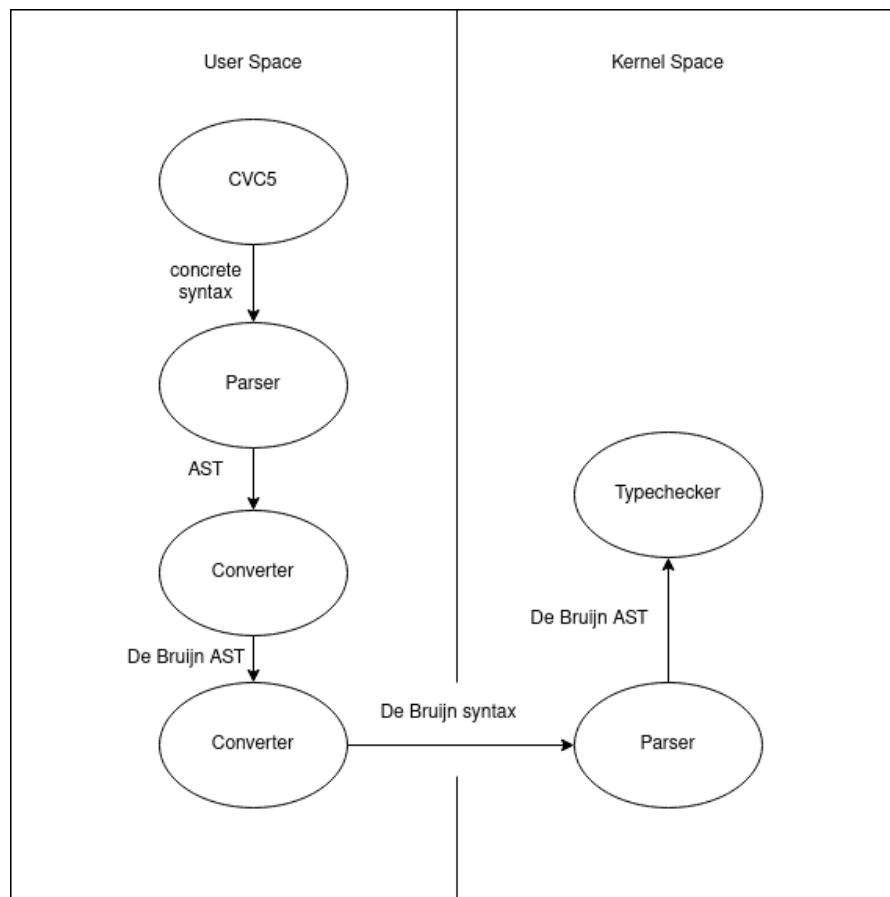 User Space
Kernel Space
CVC5
concrete
syntax
Parser
AST
Converter
De Bruijn AST
Converter
De Bruijn syntax
Parser
De Bruijn AST
Typechecker